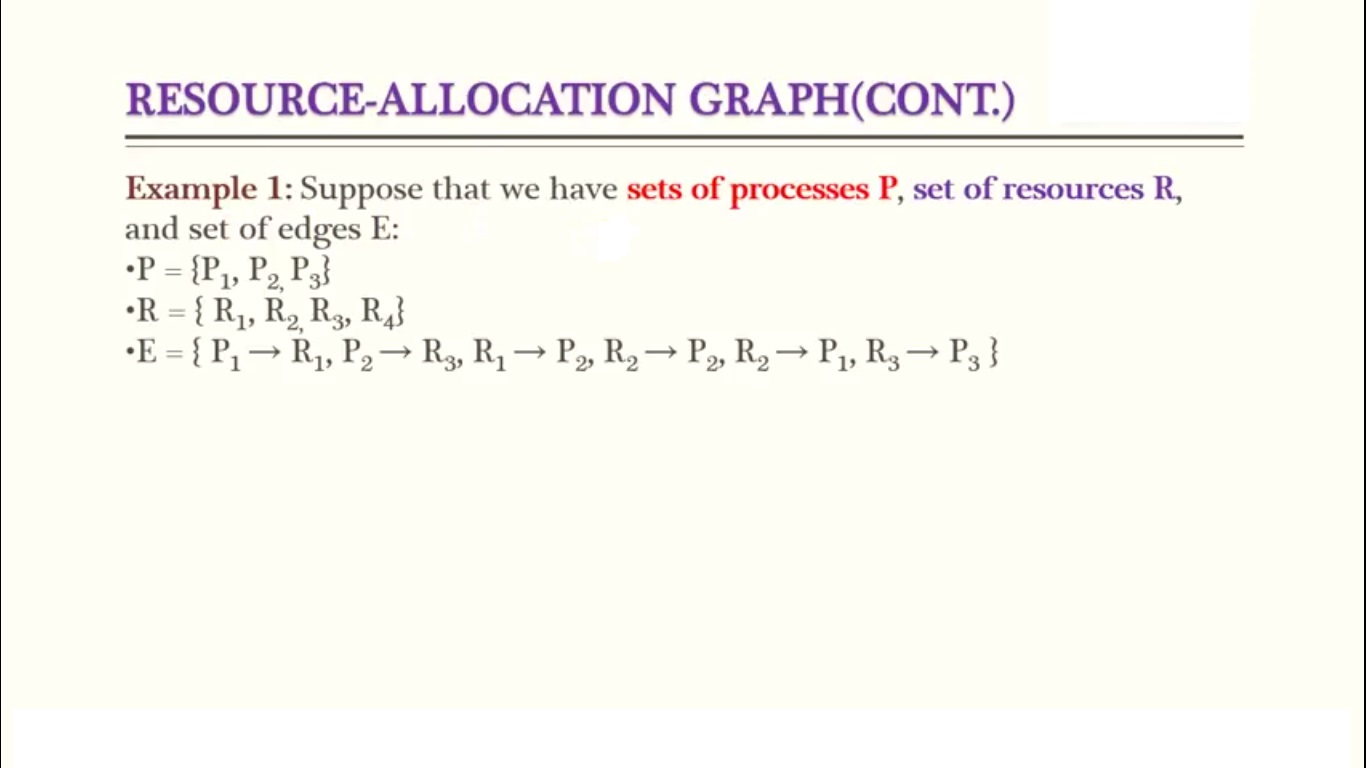 RESOURCE-ALLOCATION GRAPH(CONT.)
Example 1: Suppose that we have sets of processes P, set of resources R,
and set of edges E:
•P = {P₁, P₂, P₃}
•R = { R₁, R₂, R₃, R₄}
•E = { P₁ → R₁, P₂ → R₃, R₁ → P₂, R₂ → P₂, R₂ → P₁, R₃ → P₃ }